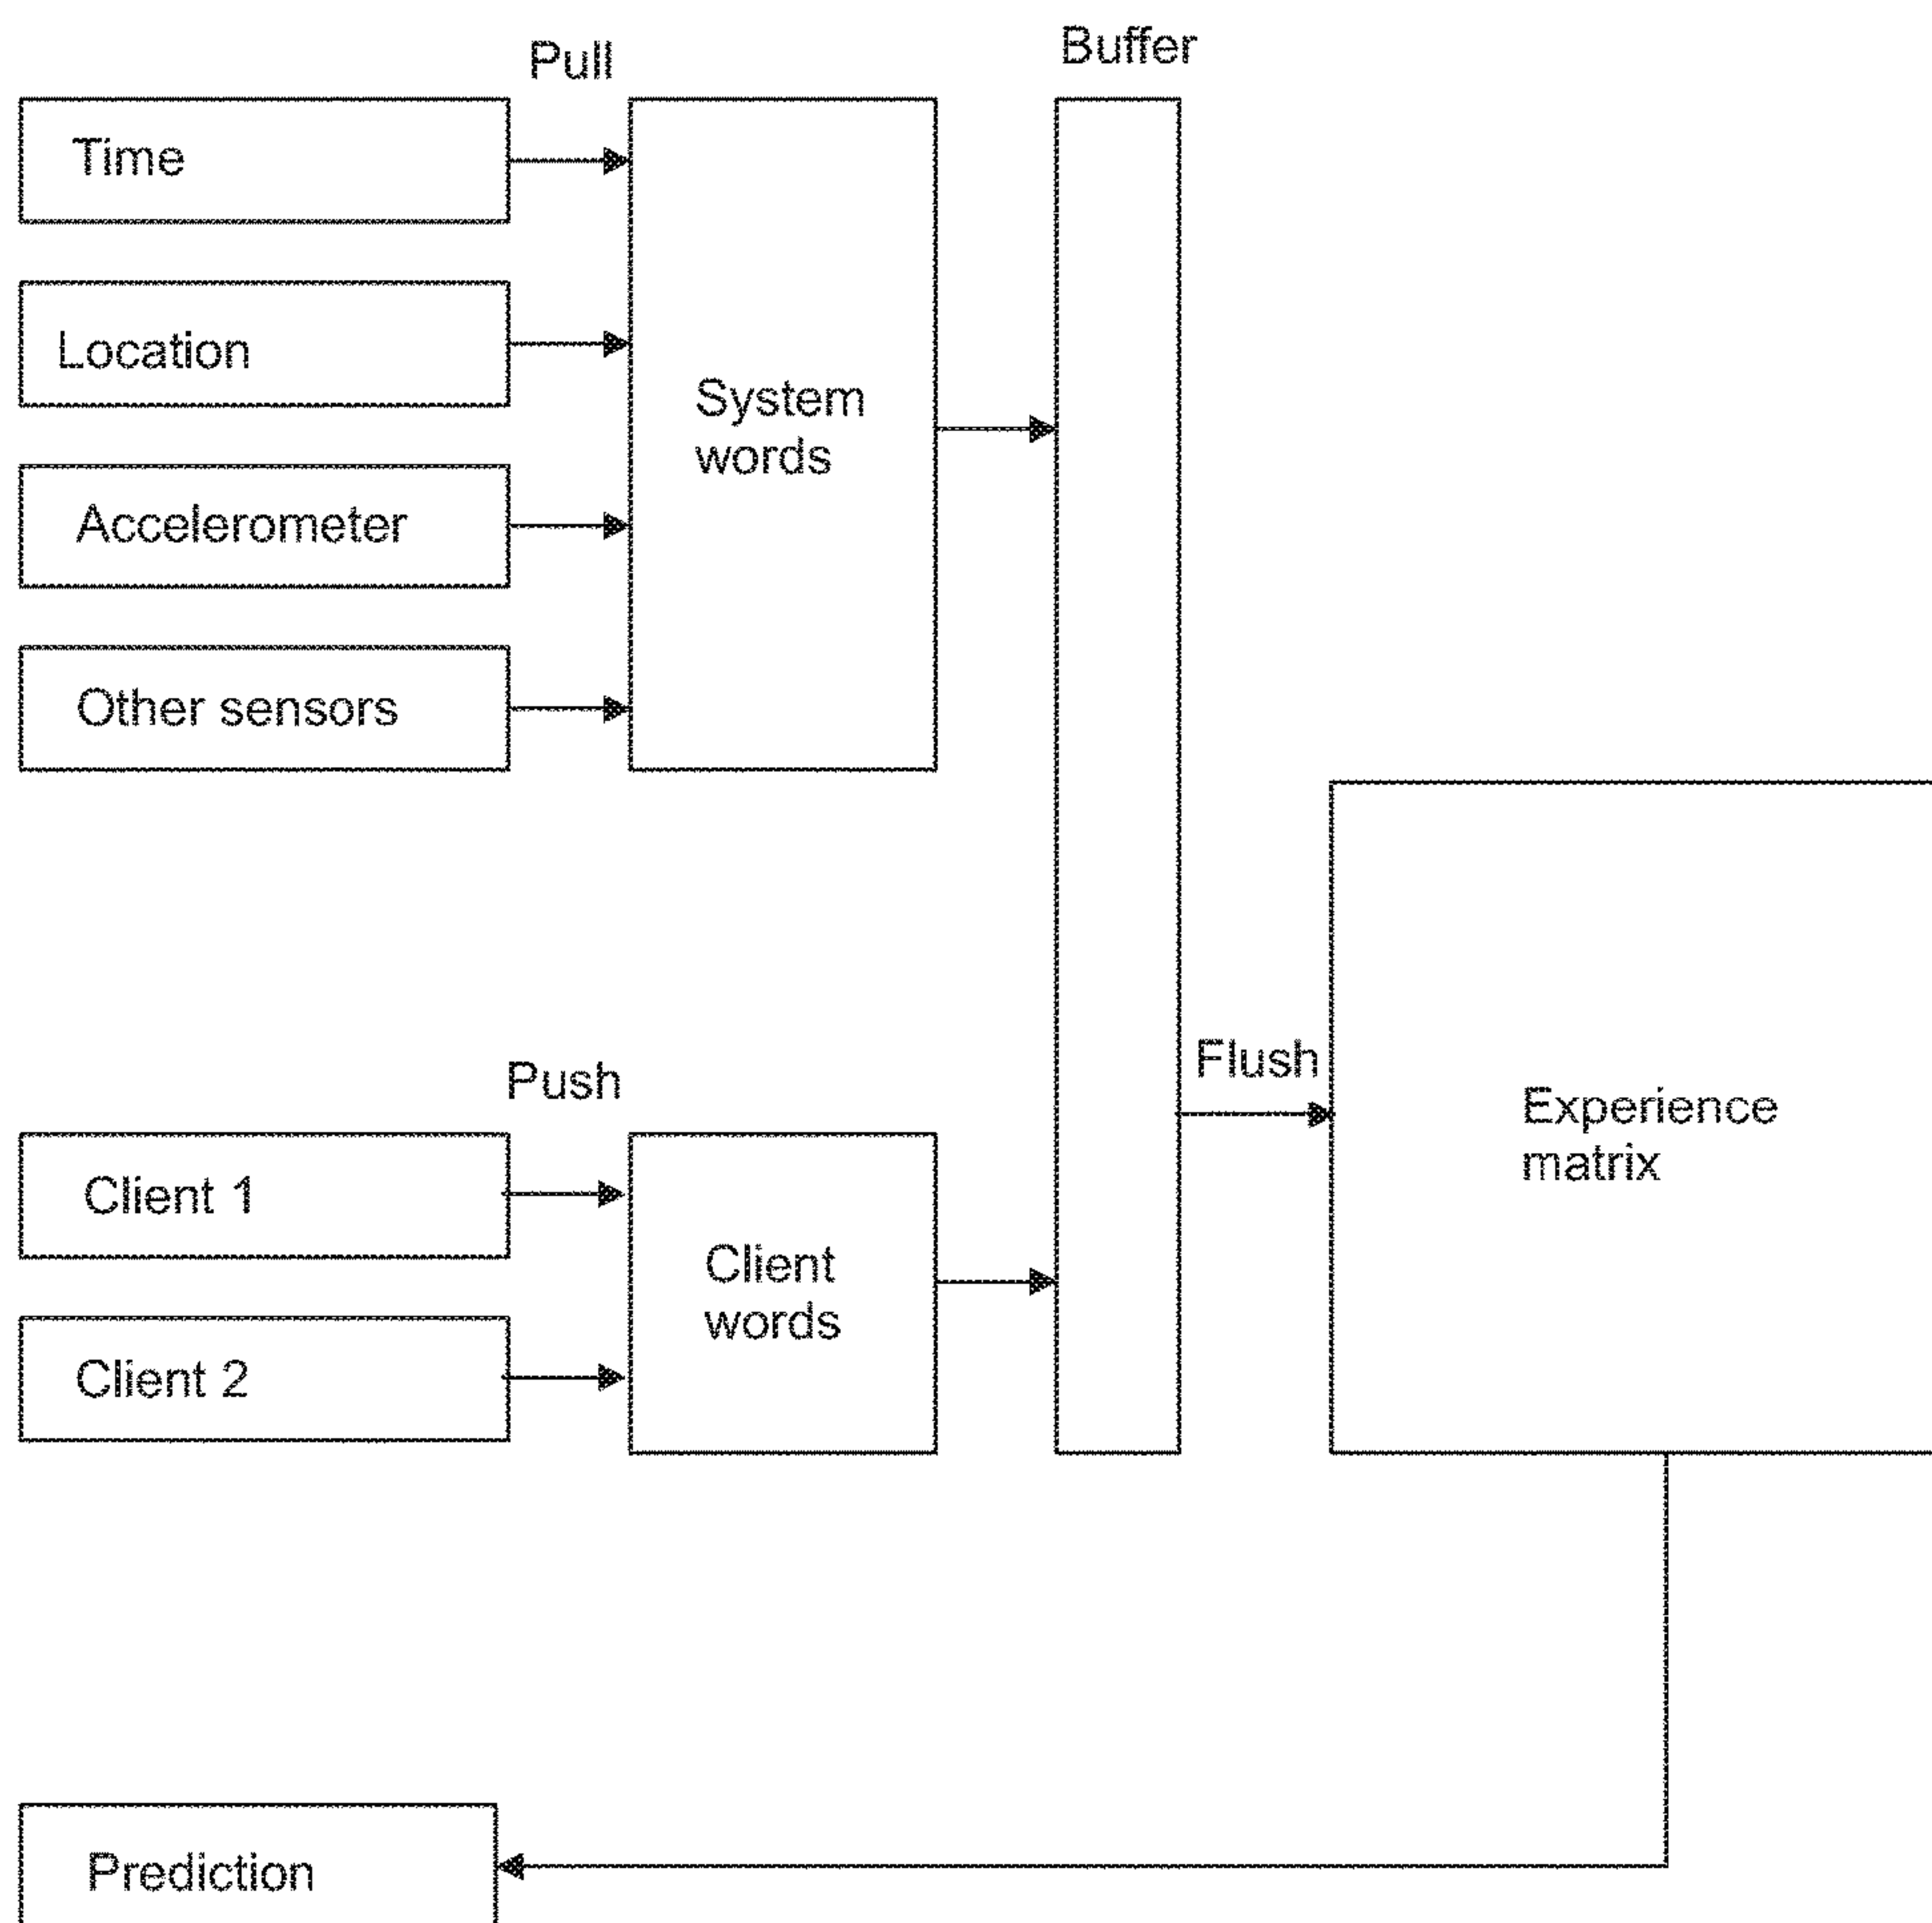 Pull
Buffer
Time
Location
System
words
Accelerometer
Other sensors
Push
Flush
Client 1
Experience
matrix
Client
words
Client 2
Prediction